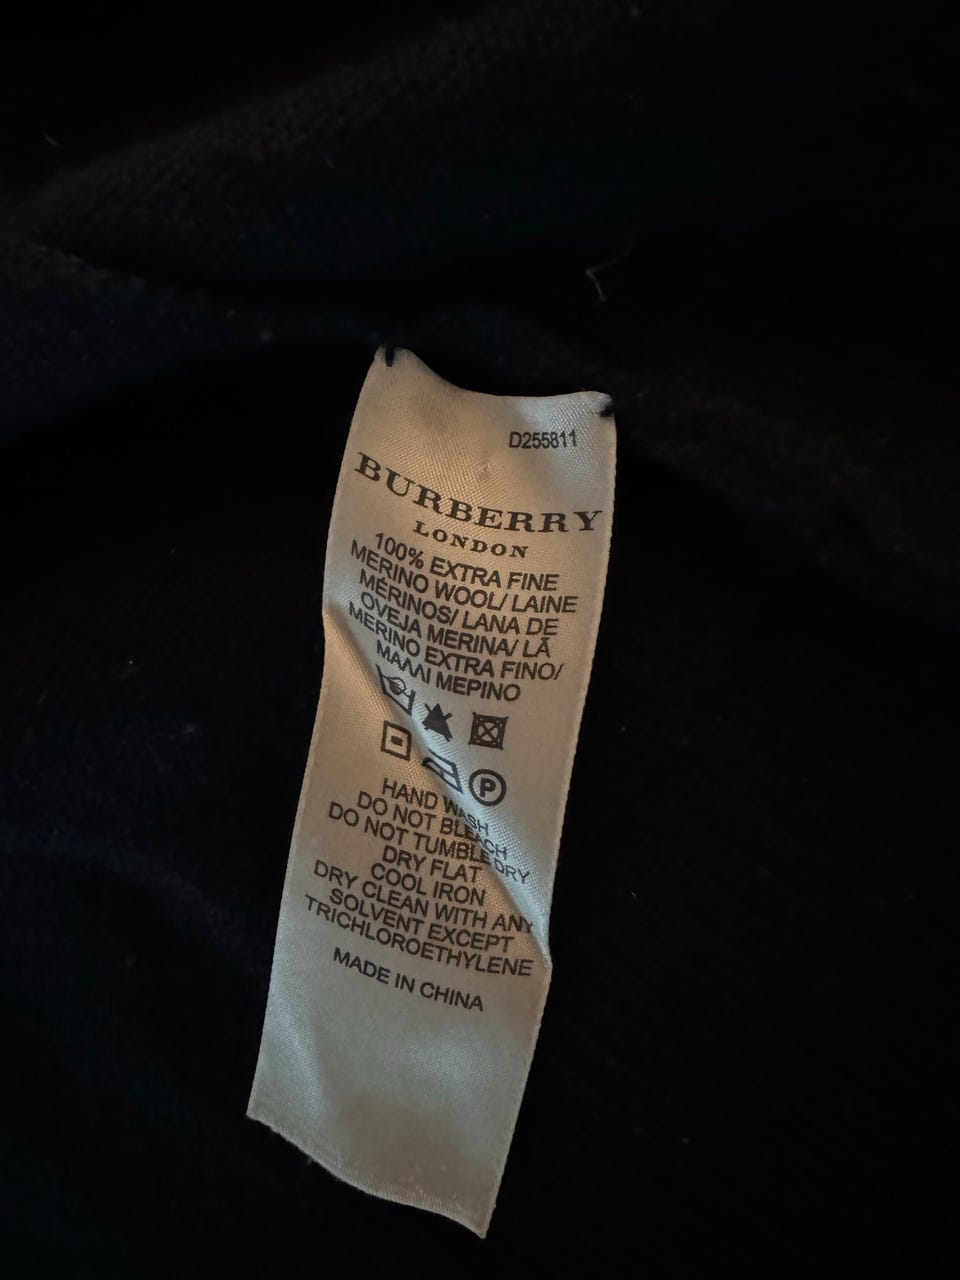 D255811
BURBERRY
LONDON
100% EXTRA FINE
MERINO WOOL/ LAINE
MÉRINOS/ LANA DE
OVEJA MERINA/ LÃ
MERINO EXTRA FINO/
ΜΑΛΛΙ ΜΕΡΙΝΟ
P
HAND WASH
DO NOT BLEACH
DO NOT TUMBLE DRY
DRY FLAT
COOL IRON
DRY CLEAN WITH ANY
SOLVENT EXCEPT
TRICHLOROETHYLENE
MADE IN CHINA